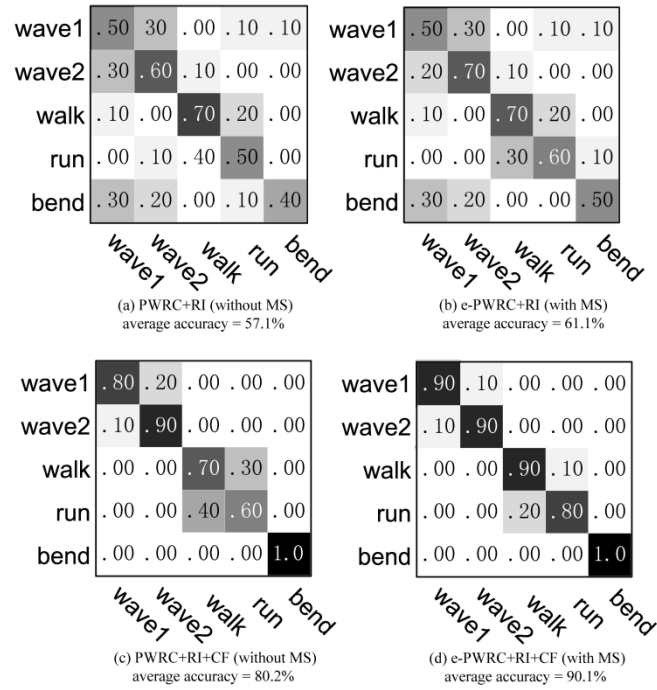 wave1 .50 .30 .00 .10 .10
wave2 .30 .60 .10 .00 .00
walk .10 .00 .70 .20 .00
run .00 .10 .40 .50 .00
bend .30 .20 .00 .10 .40
wave1 wave2 walk run bend
(a) PWRC+RI (without MS)
average accuracy = 57.1%
wave1 .50 .30 .00 .10 .10
wave2 .20 .70 .10 .00 .00
walk .10 .00 .70 .20 .00
run .00 .00 .30 .60 .10
bend .30 .20 .00 .00 .50
wave1 wave2 walk run bend
(b) e-PWRC+RI (with MS)
average accuracy = 61.1%
wave1 .80 .20 .00 .00 .00
wave2 .10 .90 .00 .00 .00
walk .00 .00 .70 .30 .00
run .00 .00 .40 .60 .00
bend .00 .00 .00 .00 1.0
wave1 wave2 walk run bend
(c) PWRC+RI+CF (without MS)
average accuracy = 80.2%
wave1 .90 .10 .00 .00 .00
wave2 .10 .90 .00 .00 .00
walk .00 .00 .90 .10 .00
run .00 .00 .20 .80 .00
bend .00 .00 .00 .00 1.0
wave1 wave2 walk run bend
(d) e-PWRC+RI+CF (with MS)
average accuracy = 90.1%